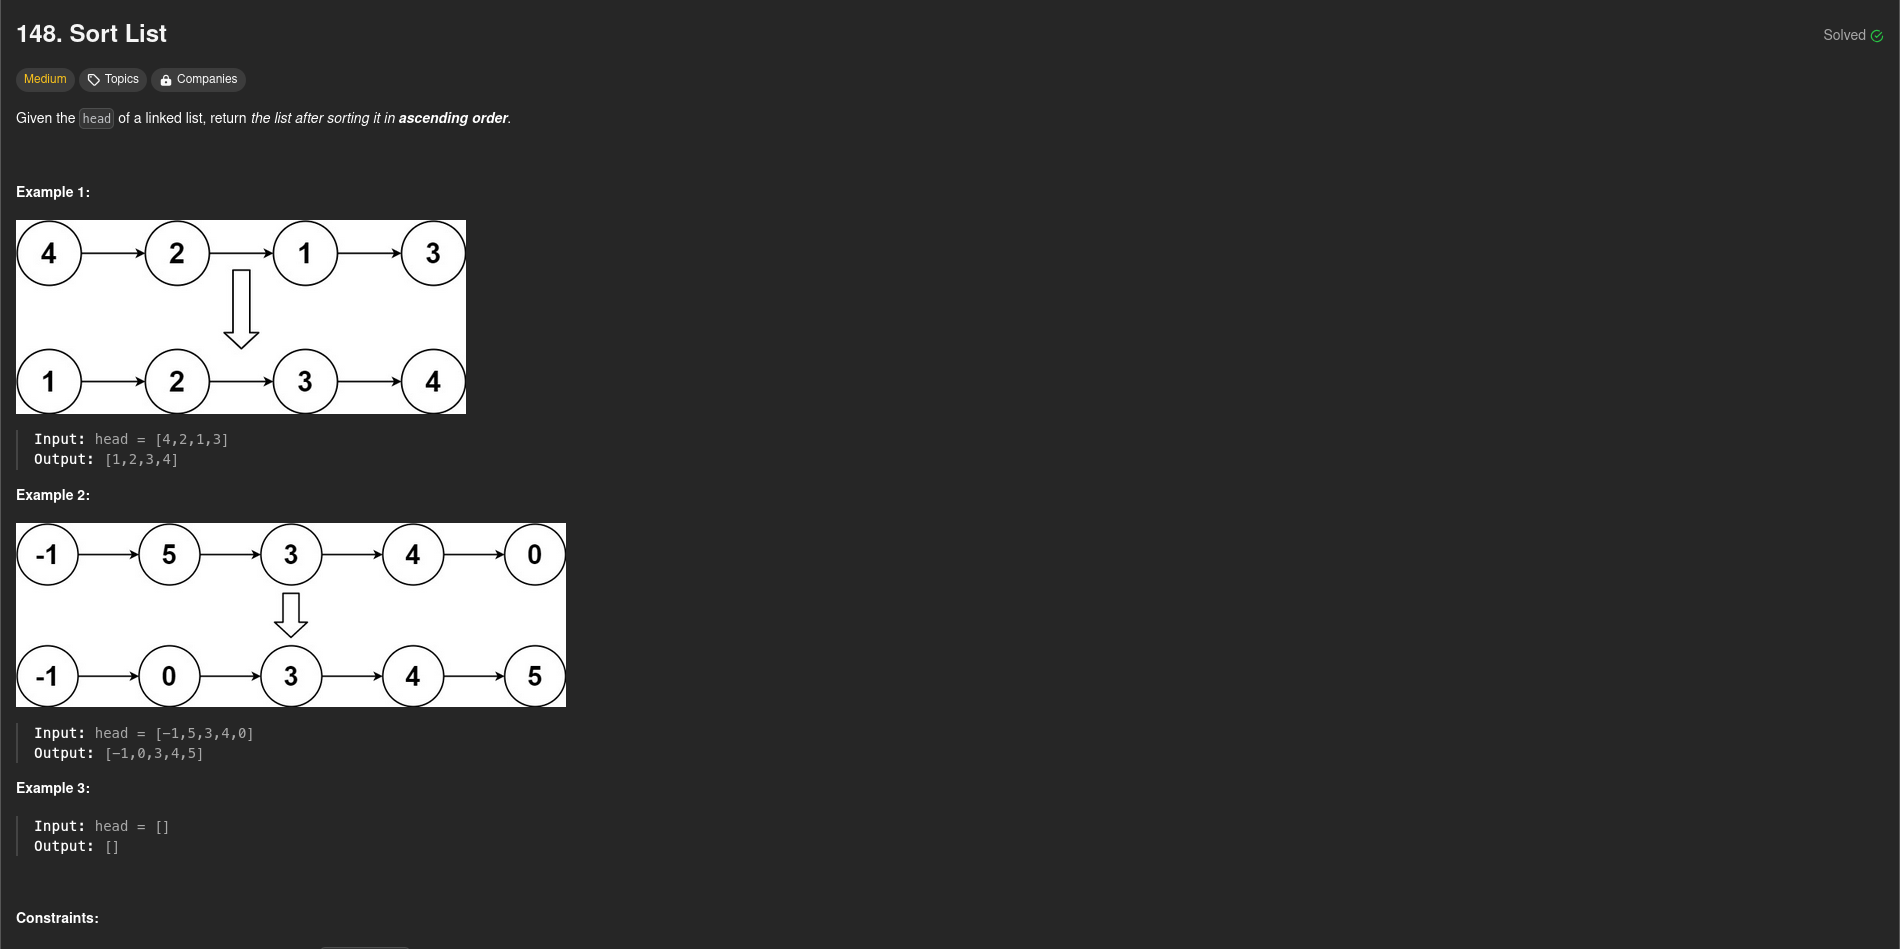 148. Sort List
Solved
Medium Topics Companies
Given the head of a linked list, return the list after sorting it in ascending order.
Example 1:
4 2 1 3
1 2 3 4
Input: head = [4,2,1,3]
Output: [1,2,3,4]
Example 2:
-1 5 3 4 0
-1 0 3 4 5
Input: head = [-1,5,3,4,0]
Output: [-1,0,3,4,5]
Example 3:
Input: head = []
Output: []
Constraints: